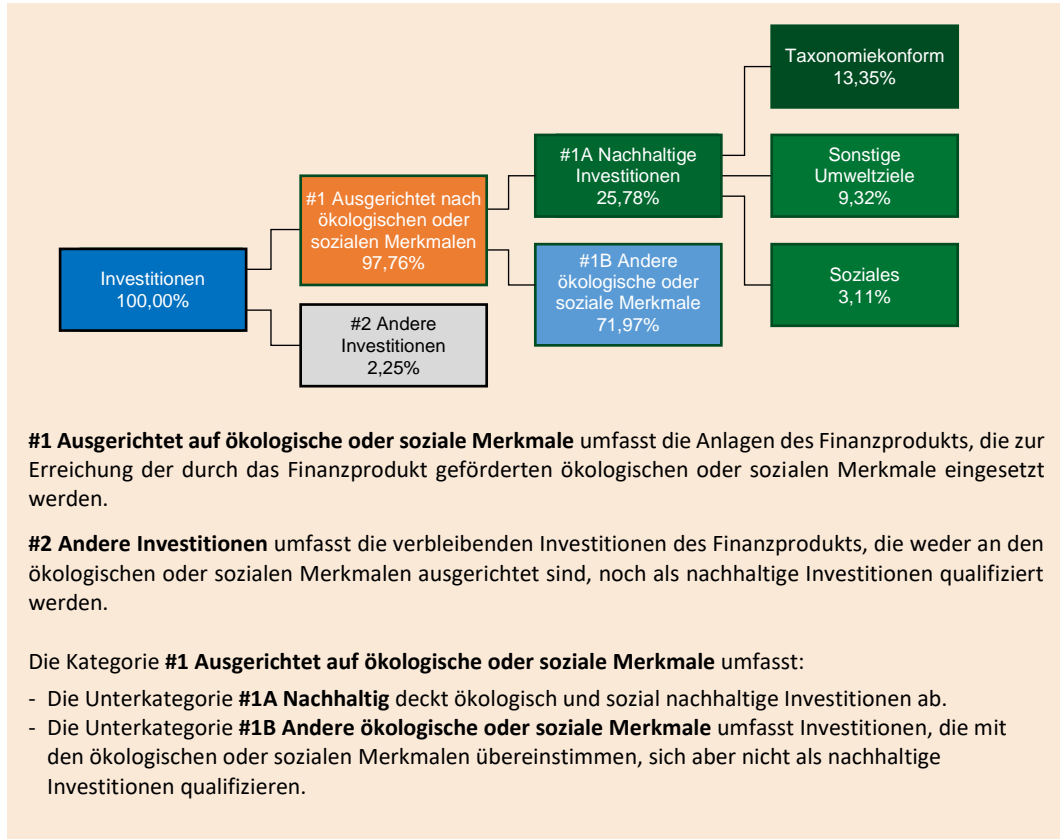 Taxonomiekonform
13,35%
#1A Nachhaltige
Investitionen
25,78%
Sonstige
Umweltziele
9,32%
#1 Ausgerichtet nach
ökologischen oder
sozialen Merkmalen
97,76%
Investitionen
100,00%
#1B Andere
ökologische oder
soziale Merkmale
71,97%
Soziales
3,11%
#2 Andere
Investitionen
2,25%
#1 Ausgerichtet auf ökologische oder soziale Merkmale umfasst die Anlagen des Finanzprodukts, die zur
Erreichung der durch das Finanzprodukt geförderten ökologischen oder sozialen Merkmale eingesetzt
werden.
#2 Andere Investitionen umfasst die verbleibenden Investitionen des Finanzprodukts, die weder an den
ökologischen oder sozialen Merkmalen ausgerichtet sind, noch als nachhaltige Investitionen qualifiziert
werden.
Die Kategorie #1 Ausgerichtet auf ökologische oder soziale Merkmale umfasst:
- Die Unterkategorie #1A Nachhaltig deckt ökologisch und sozial nachhaltige Investitionen ab.
- Die Unterkategorie #1B Andere ökologische oder soziale Merkmale umfasst Investitionen, die mit
den ökologischen oder sozialen Merkmalen übereinstimmen, sich aber nicht als nachhaltige
Investitionen qualifizieren.